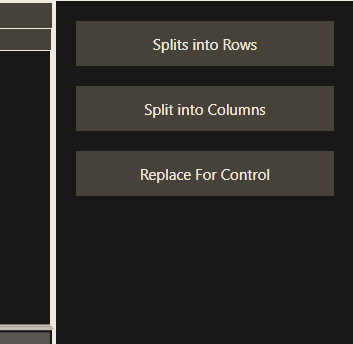 Splits into Rows
Split into Columns
Replace For Control